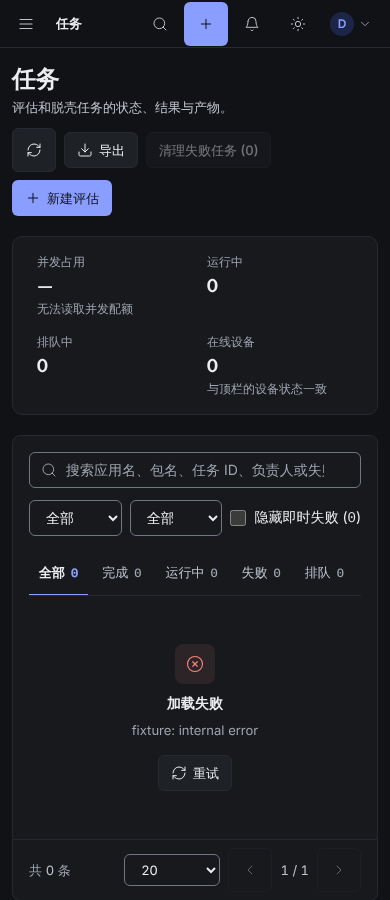 任务
D
任务
评估和脱壳任务的状态、结果与产物。
导出
清理失败任务 (0)
新建评估
并发占用
运行中
—
0
无法读取并发配额
排队中
在线设备
0
0
与顶栏的设备状态一致
搜索应用名、包名、任务 ID、负责人或失!
全部
全部
隐藏即时失败 (0)
全部 0
完成 0
运行中 0
失败 0
排队 0
加载失败
fixture: internal error
重试
共 0 条
20
1 / 1